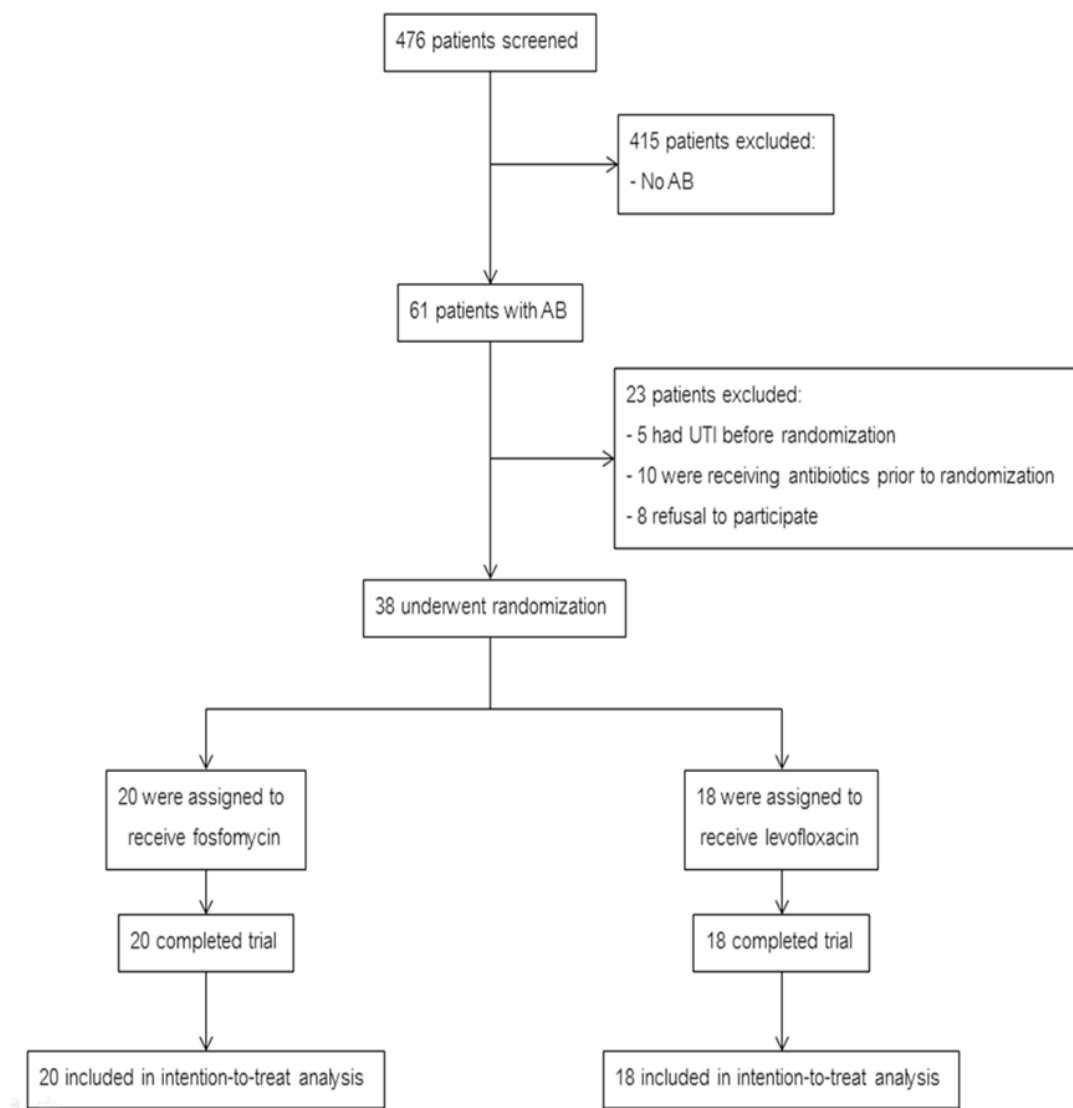 476 patients screened
415 patients excluded:
- No AB
61 patients with AB
23 patients excluded:
- 5 had UTI before randomization
- 10 were receiving antibiotics prior to randomization
- 8 refusal to participate
38 underwent randomization
20 were assigned to
receive fosfomycin
18 were assigned to
receive levofloxacin
20 completed trial
18 completed trial
20 included in intention-to-treat analysis
18 included in intention-to-treat analysis